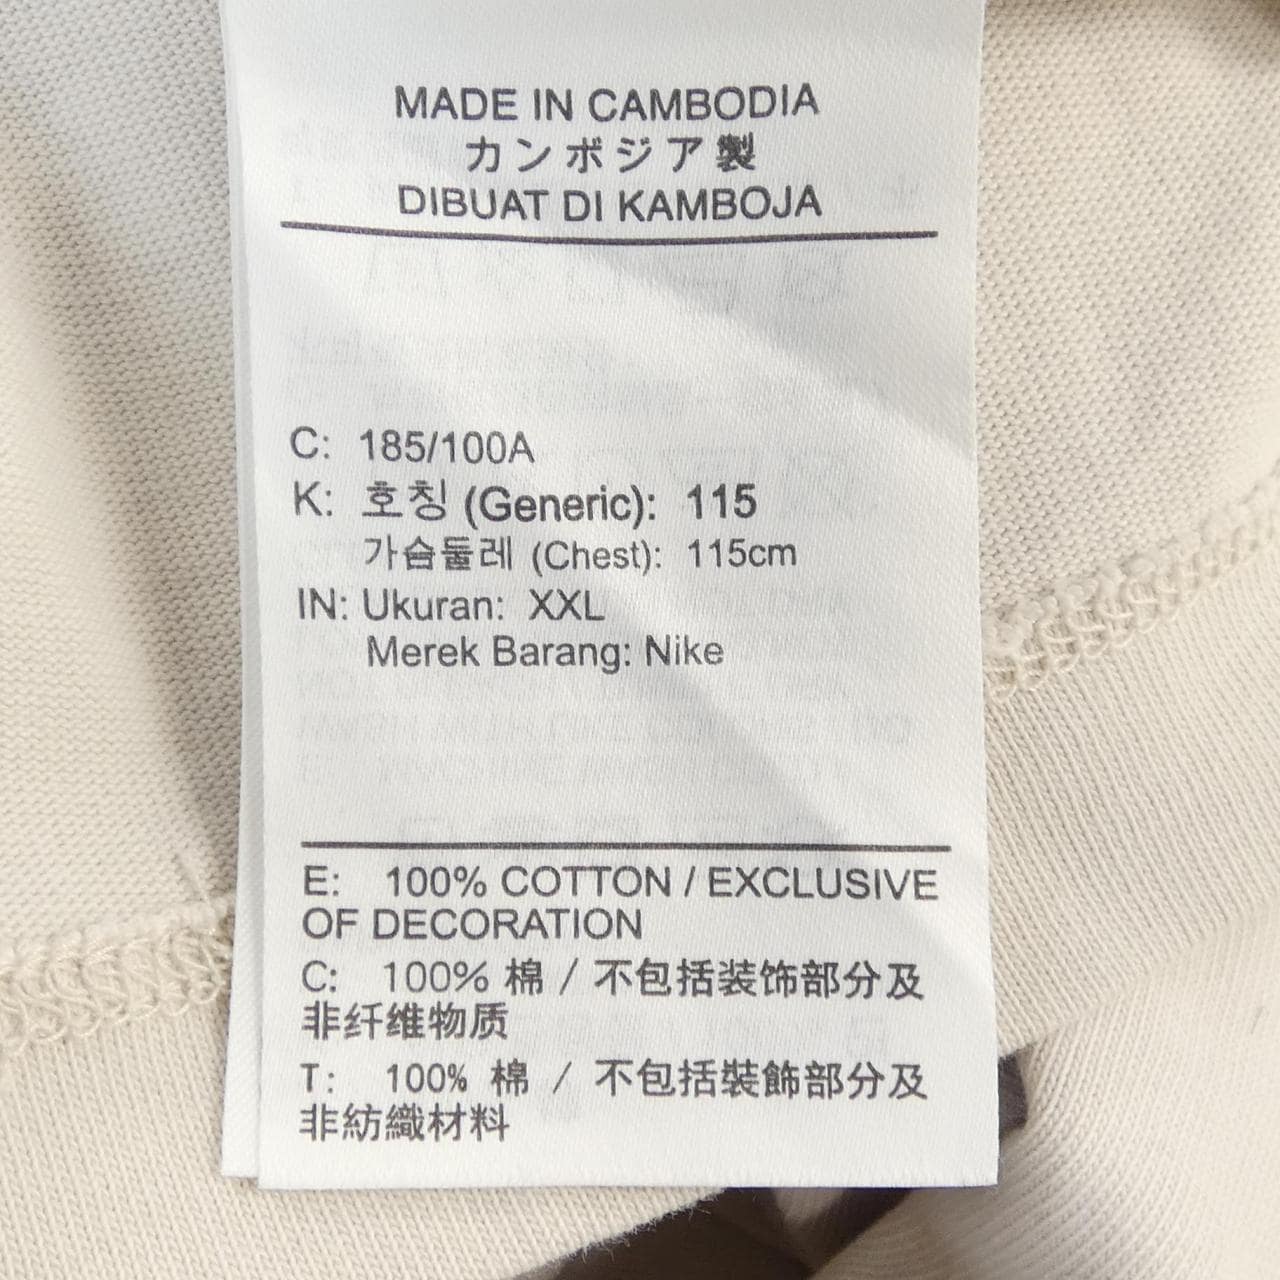 MADE IN CAMBODIA
カンボジア製
DIBUAT DI KAMBOJA
C: 185/100A
K: 호칭 (Generic): 115
가슴둘레 (Chest): 115cm
IN: Ukuran: XXL
Merek Barang: Nike
E: 100% COTTON / EXCLUSIVE
OF DECORATION
C: 100% 棉 / 不包括装饰部分及
非纤维物质
T: 100% 棉 / 不包括裝飾部分及
非紡織材料